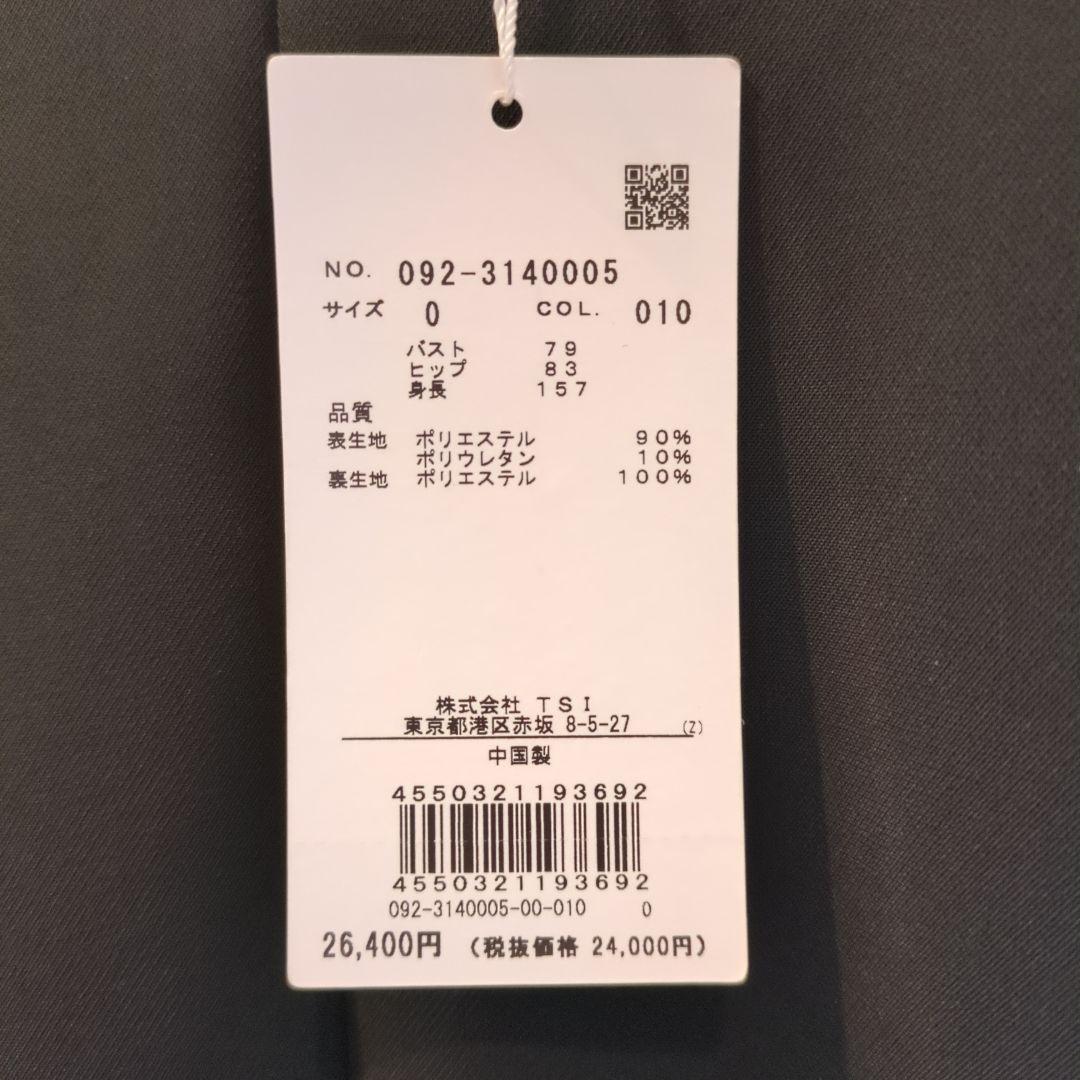 NO. 092-3140005
サイズ 0 COL. 010
バスト 79
ヒップ 83
身長 157
品質
表生地 ポリエステル 90%
ポリウレタン 10%
裏生地 ポリエステル 100%
株式会社 TSI
東京都港区赤坂 8-5-27 (Z)
中国製
4550321193692
4550321193692
092-3140005-00-010 0
26,400円 (税抜価格 24,000円)